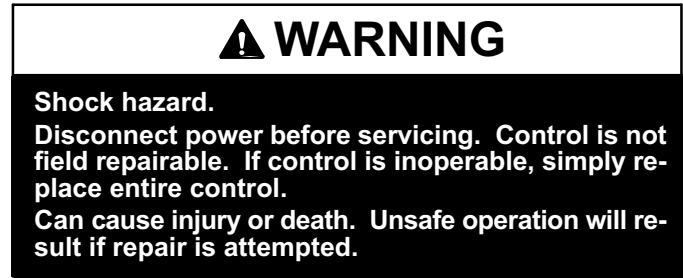 WARNING
Shock hazard.
Disconnect power before servicing. Control is not
field repairable. If control is inoperable, simply re-
place entire control.
Can cause injury or death. Unsafe operation will re-
sult if repair is attempted.